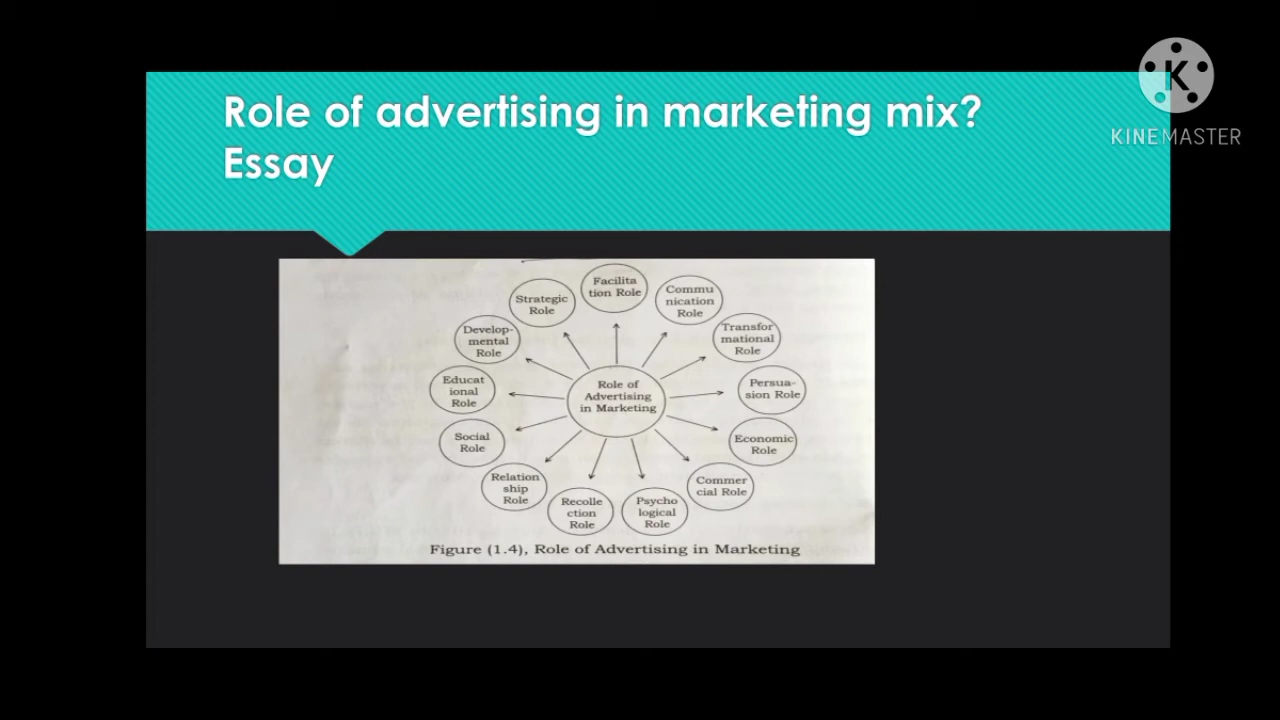 Role of advertising in marketing mix?
Essay
K
KINEMASTER
Facilita
tion Role
Strategic
Role
Commu
nication
Role
Develop-
mental
Role
Transfor
mational
Role
Educat
ional
Role
Role of
Advertising
in Marketing
Persua-
sion Role
Social
Role
Economic
Role
Relation
ship
Role
Commer
cial Role
Recolle
ction
Role
Psycho
logical
Role
Figure (1.4), Role of Advertising in Marketing